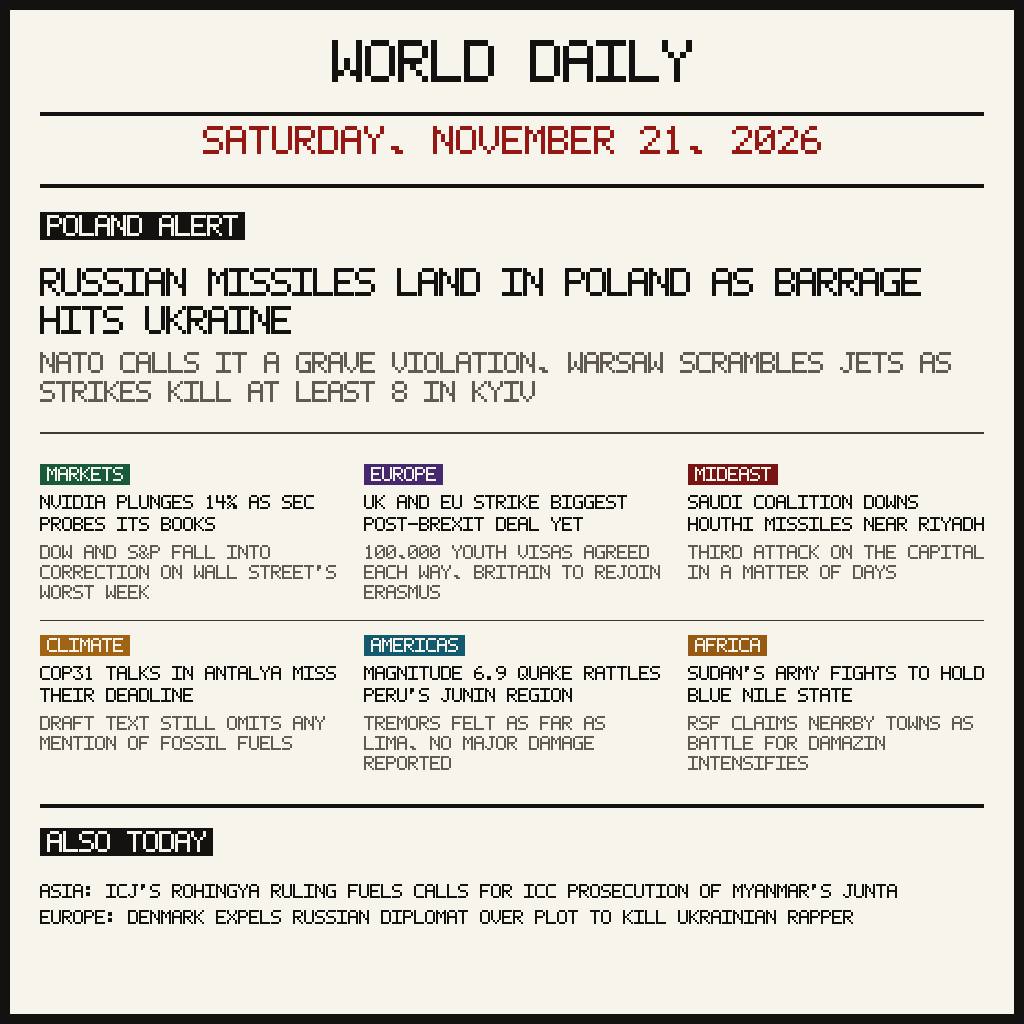 WORLD DAILY
SATURDAY, NOVEMBER 21, 2026
POLAND ALERT
RUSSIAN MISSILES LAND IN POLAND AS BARRAGE
HITS UKRAINE
NATO CALLS IT A GRAVE VIOLATION, WARSAW SCRAMBLES JETS AS
STRIKES KILL AT LEAST 8 IN KYIV
MARKETS
NVIDIA PLUNGES 14% AS SEC
PROBES ITS BOOKS
DOW AND S&P FALL INTO
CORRECTION ON WALL STREET'S
WORST WEEK
EUROPE
UK AND EU STRIKE BIGGEST
POST-BREXIT DEAL YET
100,000 YOUTH VISAS AGREED
EACH WAY, BRITAIN TO REJOIN
ERASMUS
MIDEAST
SAUDI COALITION DOWNS
HOUTHI MISSILES NEAR RIYADH
THIRD ATTACK ON THE CAPITAL
IN A MATTER OF DAYS
CLIMATE
COP31 TALKS IN ANTALYA MISS
THEIR DEADLINE
DRAFT TEXT STILL OMITS ANY
MENTION OF FOSSIL FUELS
AMERICAS
MAGNITUDE 6.9 QUAKE RATTLES
PERU'S JUNIN REGION
TREMORS FELT AS FAR AS
LIMA, NO MAJOR DAMAGE
REPORTED
AFRICA
SUDAN'S ARMY FIGHTS TO HOLD
BLUE NILE STATE
RSF CLAIMS NEARBY TOWNS AS
BATTLE FOR DAMAZIN
INTENSIFIES
ALSO TODAY
ASIA: ICJ'S ROHINGYA RULING FUELS CALLS FOR ICC PROSECUTION OF MYANMAR'S JUNTA
EUROPE: DENMARK EXPELS RUSSIAN DIPLOMAT OVER PLOT TO KILL UKRAINIAN RAPPER